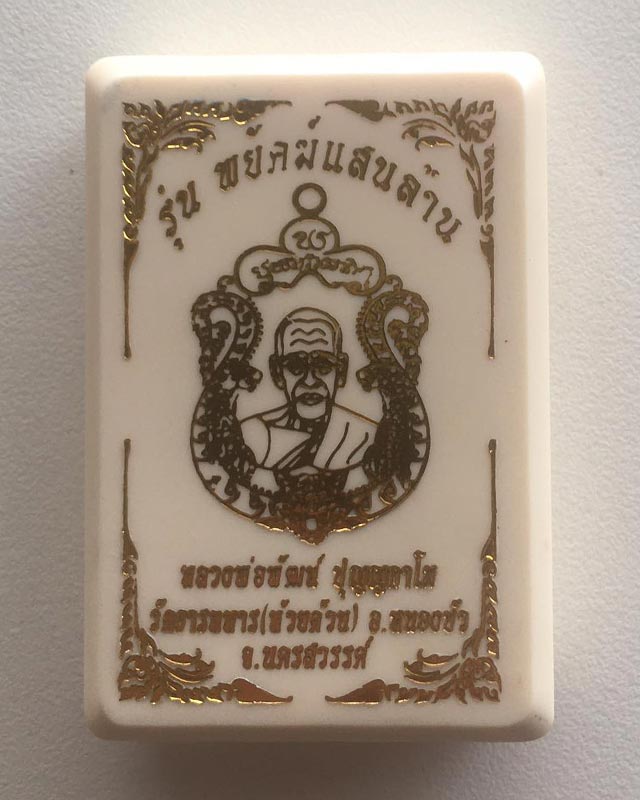 รุ่น พยัคฆ์แสนล้าน
หลวงพ่อพัฒน์ ปุญญกาโม
วัดธารทหาร(ห้วยด้วน) อ.หนองบัว
จ.นครสวรรค์